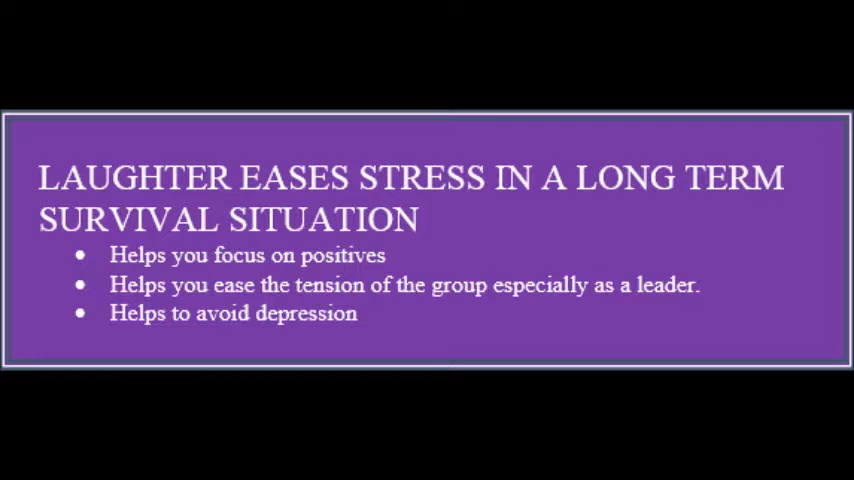 LAUGHTER EASES STRESS IN A LONG TERM
SURVIVAL SITUATION
• Helps you focus on positives
• Helps you ease the tension of the group especially as a leader.
• Helps to avoid depression